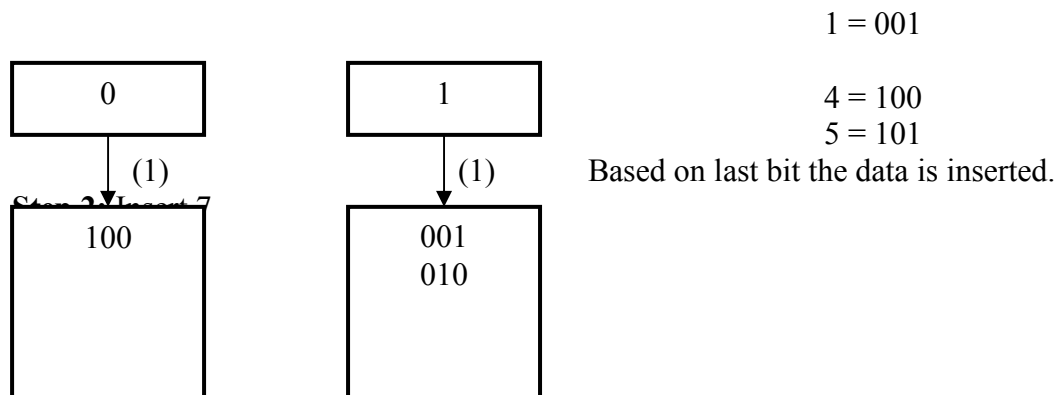 1 = 001
0
1
4 = 100
5 = 101
(1)
(1)
Based on last bit the data is inserted.
Insert 7
100
001
010